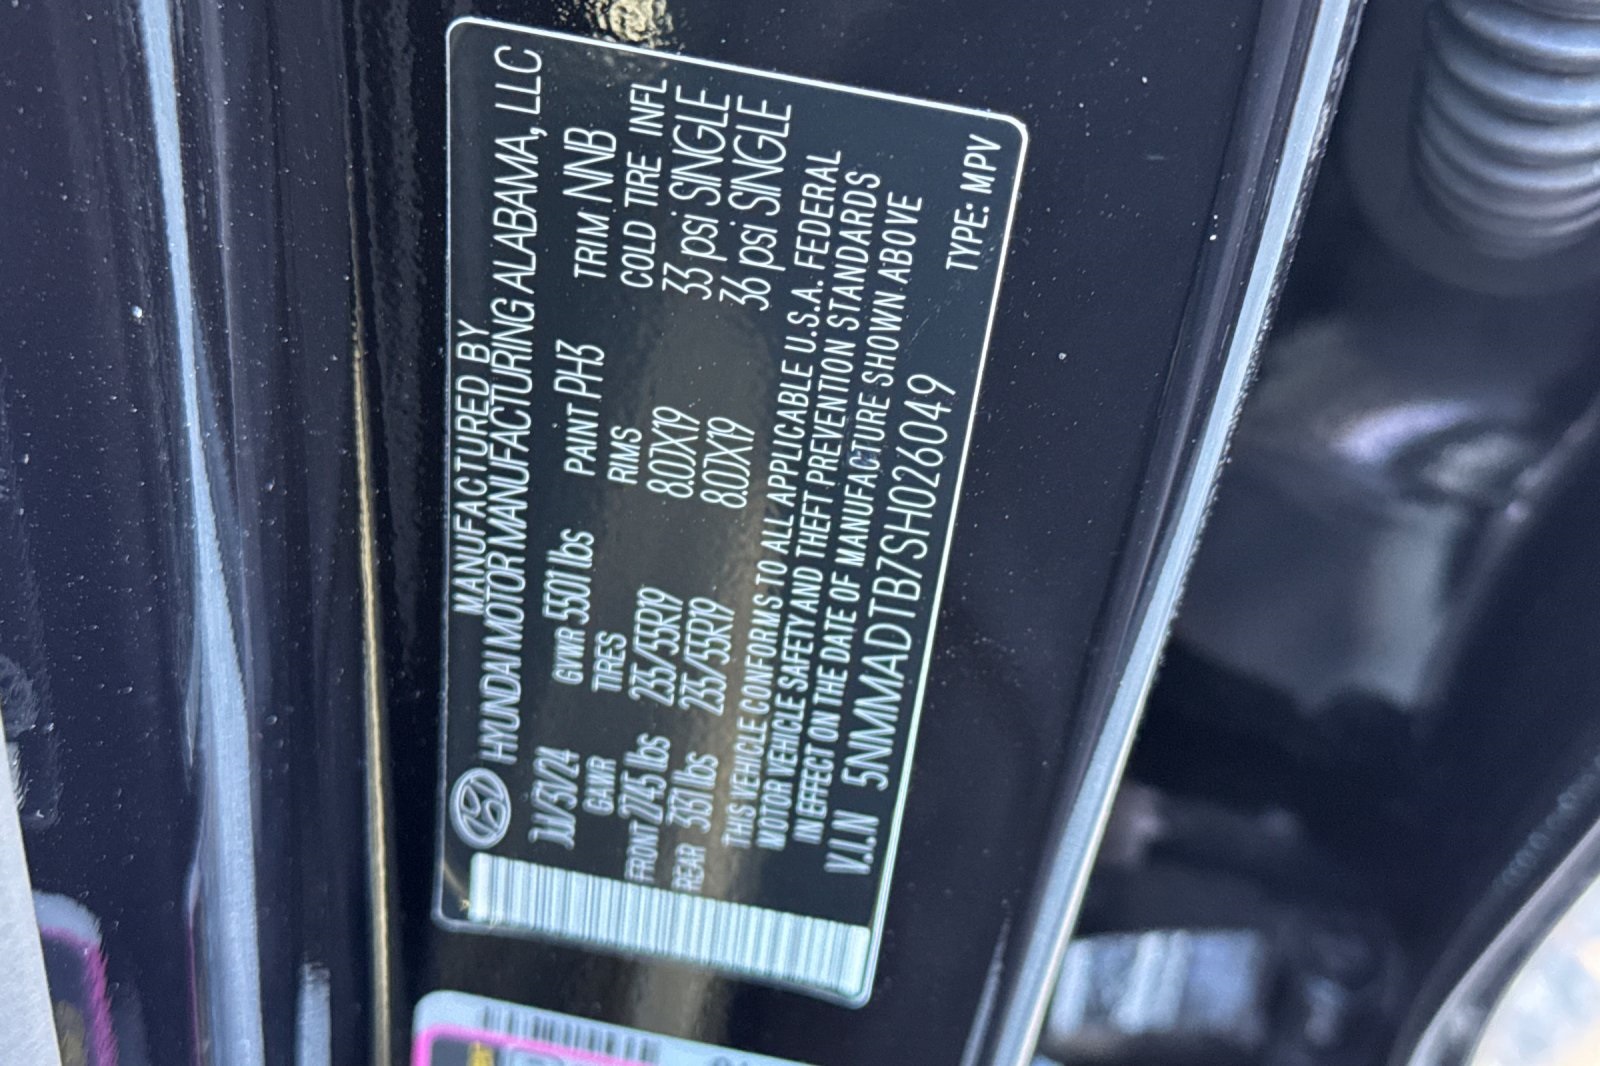 MANUFACTURED BY
HYUNDAI MOTOR MANUFACTURING ALABAMA, LLC
GVWR 5501 lbs PAINT PH3 TRIM NNB
GAWR TIRES RIMS COLD TIRE INFL
FRONT 2745 lbs 235/55R19 8.0JX19 33 psi SINGLE
REAR 3131 lbs 235/55R19 8.0JX19 36 psi SINGLE
THIS VEHICLE CONFORMS TO ALL APPLICABLE U.S.A. FEDERAL
MOTOR VEHICLE SAFETY AND THEFT PREVENTION STANDARDS
IN EFFECT ON THE DATE OF MANUFACTURE SHOWN ABOVE
V.I.N 5NMMADTB7SH026049 TYPE: MPV